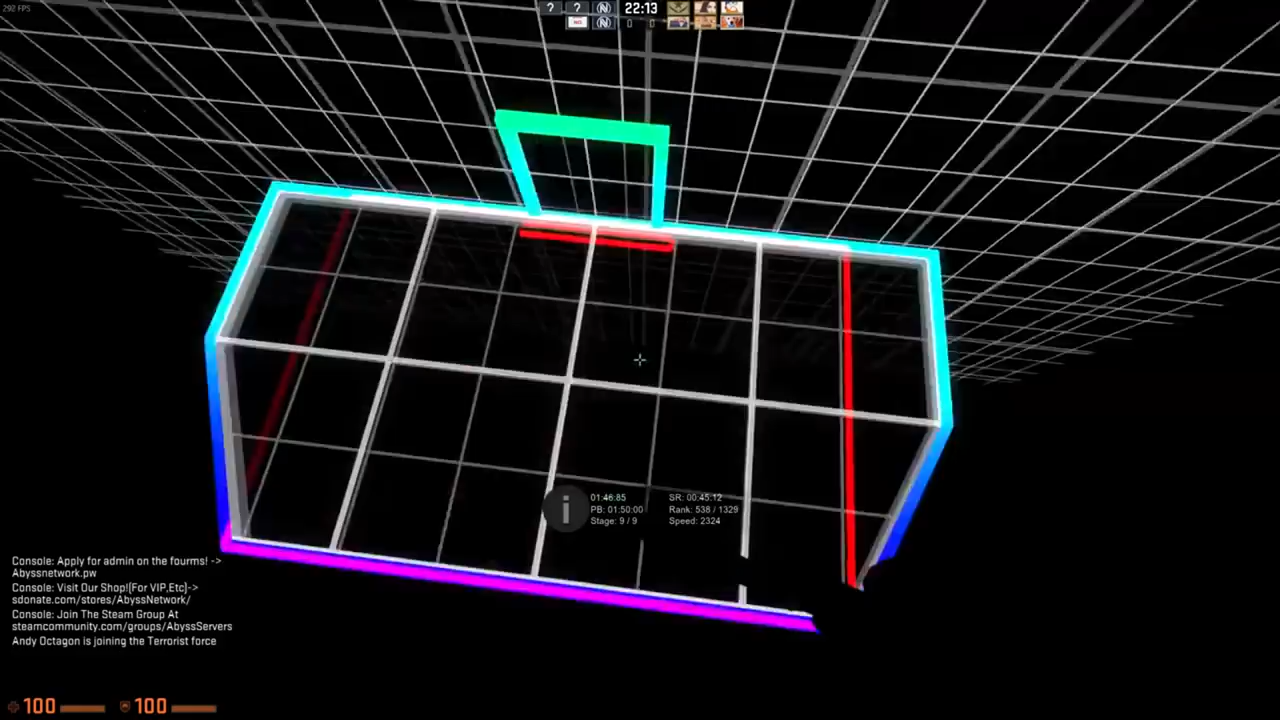 292 FPS
? ? 22:13
NO 0 0
01:46:85 SR: 00:45:12
PB: 01:50:00 Rank: 538 / 1329
Stage: 9 / 9 Speed: 2324
Console: Apply for admin on the fourms! ->
Abyssnetwork.pw
Console: Visit Our Shop!(For VIP,Etc)->
sdonate.com/stores/AbyssNetwork/
Console: Join The Steam Group At
steamcommunity.com/groups/AbyssServers
Andy Octagon is joining the Terrorist force
100 100